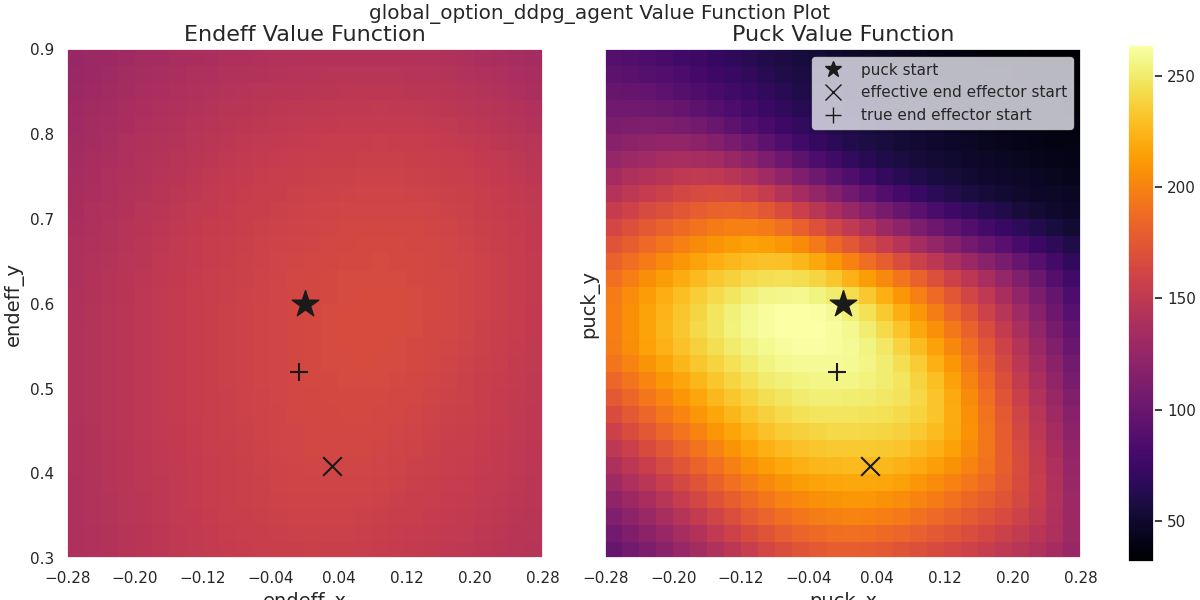 global_option_ddpg_agent Value Function Plot
Endeff Value Function
Puck Value Function
puck start
effective end effector start
true end effector start
0.9
0.8
0.7
0.6
0.5
0.4
0.3
endeff_y
−0.28 −0.20 −0.12 −0.04 0.04 0.12 0.20 0.28
endeff_x
puck_y
−0.28 −0.20 −0.12 −0.04 0.04 0.12 0.20 0.28
puck_x
250
200
150
100
50